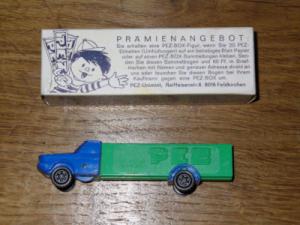 PRÄMIENANGEBOT:
Sie erhalten eine PEZ-BOX-Figur, wenn Sie 20 PEZ-
Etiketten (Umhüllungen) auf ein beliebiges Blatt Papier
oder auf einen PEZ-BOX-Sammelbogen kleben. Sen-
den Sie diesen Sammelbogen und 60 Pf. in Brief-
marken mit Namen und genauer Adresse direkt an
uns oder tauschen Sie diesen Bogen bei Ihrem
Kaufmann gegen eine PEZ-BOX um.
PEZ-Dienst, Raiffeisenstr. 8, 8016 Feldkirchen
PEZ